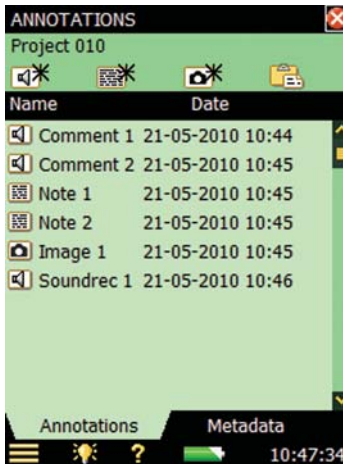 ANNOTATIONS
Project 010
Name Date
Comment 1 21-05-2010 10:44
Comment 2 21-05-2010 10:45
Note 1 21-05-2010 10:45
Note 2 21-05-2010 10:45
Image 1 21-05-2010 10:45
Soundrec 1 21-05-2010 10:46
Annotations Metadata
? 10:47:34